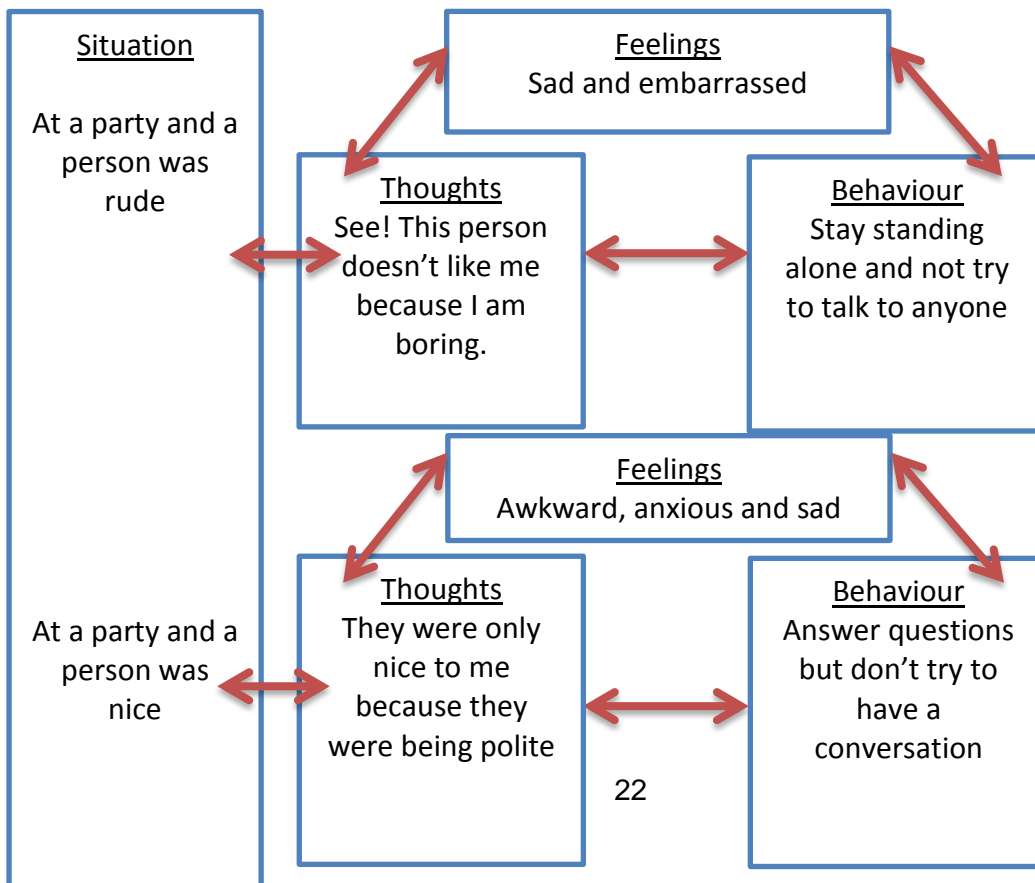 Situation
At a party and a
person was
rude
Feelings
Sad and embarrassed
Thoughts
See! This person
doesn’t like me
because I am
boring.
Behaviour
Stay standing
alone and not try
to talk to anyone
At a party and a
person was
nice
Feelings
Awkward, anxious and sad
Thoughts
They were only
nice to me
because they
were being polite
Behaviour
Answer questions
but don’t try to
have a
conversation
22